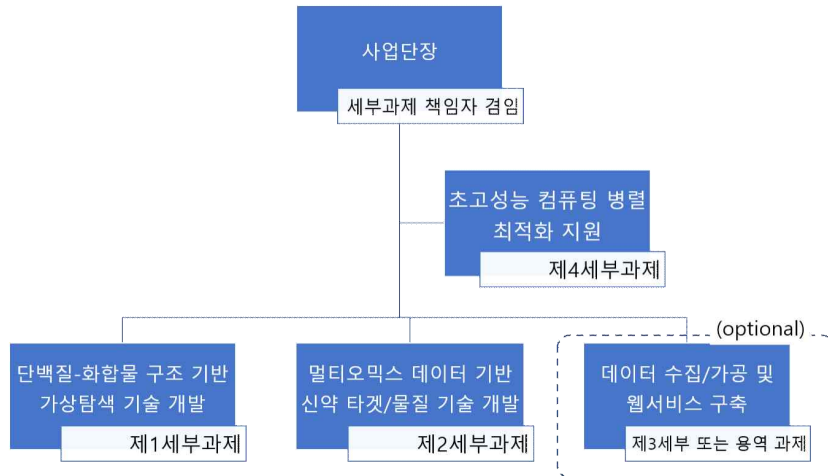 사업단장
세부과제 책임자 겸임
초고성능 컴퓨팅 병렬
최적화 지원
제4세부과제
(optional)
단백질-화합물 구조 기반
가상탐색 기술 개발
제1세부과제
멀티오믹스 데이터 기반
신약 타겟/물질 기술 개발
제2세부과제
데이터 수집/가공 및
웹서비스 구축
제3세부 또는 용역 과제